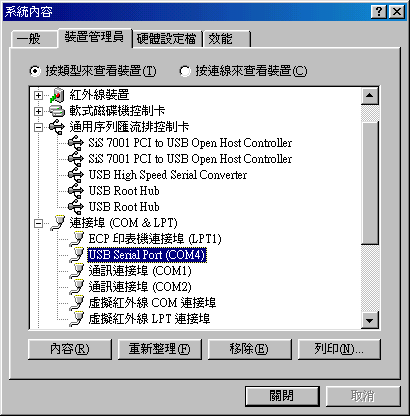 系統內容
一般 裝置管理員 硬體設定檔 效能
按類型來查看裝置(T) 按連線來查看裝置(C)
紅外線裝置
軟式磁碟機控制卡
通用序列匯流排控制卡
SiS 7001 PCI to USB Open Host Controller
SiS 7001 PCI to USB Open Host Controller
USB High Speed Serial Converter
USB Root Hub
USB Root Hub
連接埠 (COM & LPT)
ECP 印表機連接埠 (LPT1)
USB Serial Port (COM4)
通訊連接埠 (COM1)
通訊連接埠 (COM2)
虛擬紅外線 COM 連接埠
虛擬紅外線 LPT 連接埠
內容(R) 重新整理(F) 移除(E) 列印(N)...
關閉 取消